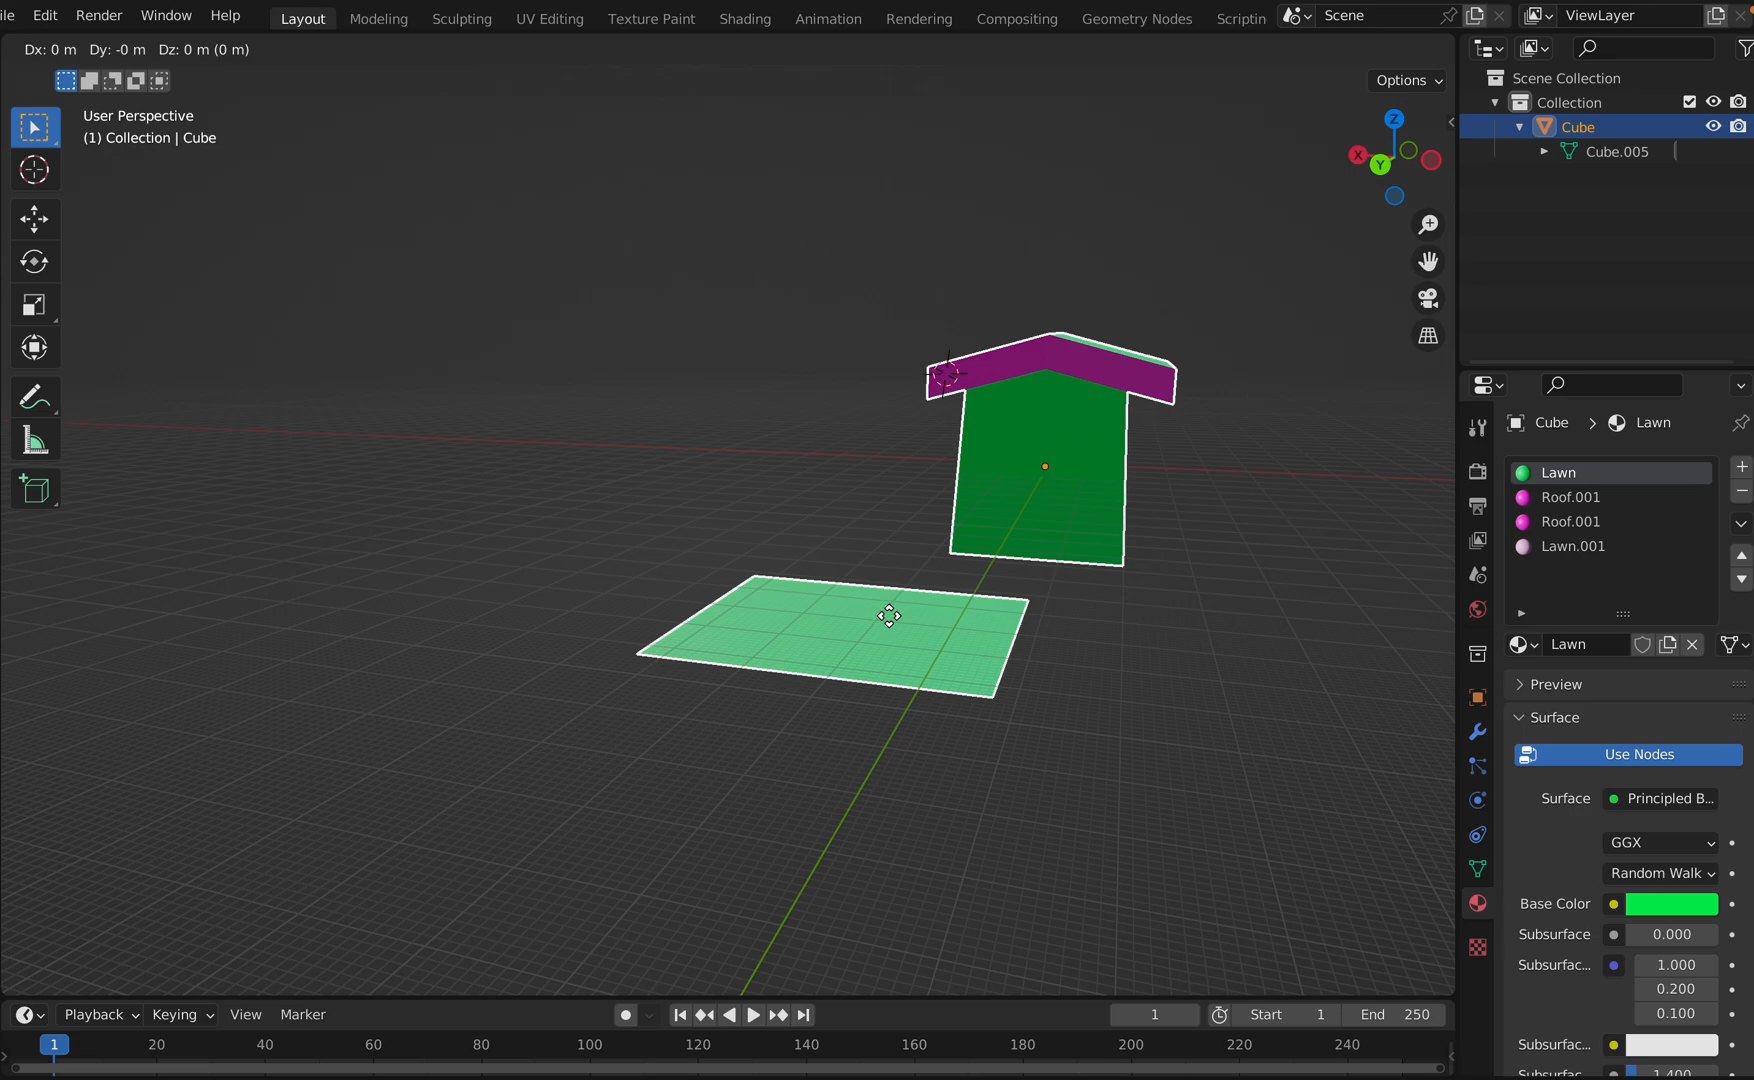 ile Edit Render Window Help Layout Modeling Sculpting UV Editing Texture Paint Shading Animation Rendering Compositing Geometry Nodes Scriptin Scene ViewLayer
Dx: 0 m Dy: -0 m Dz: 0 m (0 m)
Options
User Perspective
(1) Collection | Cube
Z
X
Y
Scene Collection
Collection
Cube
Cube.005
Cube > Lawn
Lawn
Roof.001
Roof.001
Lawn.001
Lawn
Preview
Surface
Use Nodes
Surface Principled B...
GGX
Random Walk
Base Color
Subsurface 0.000
Subsurfac... 1.000
0.200
0.100
Subsurfac...
Subsurfac... 1.400
Playback Keying View Marker 1 Start 1 End 250
1 20 40 60 80 100 120 140 160 180 200 220 240